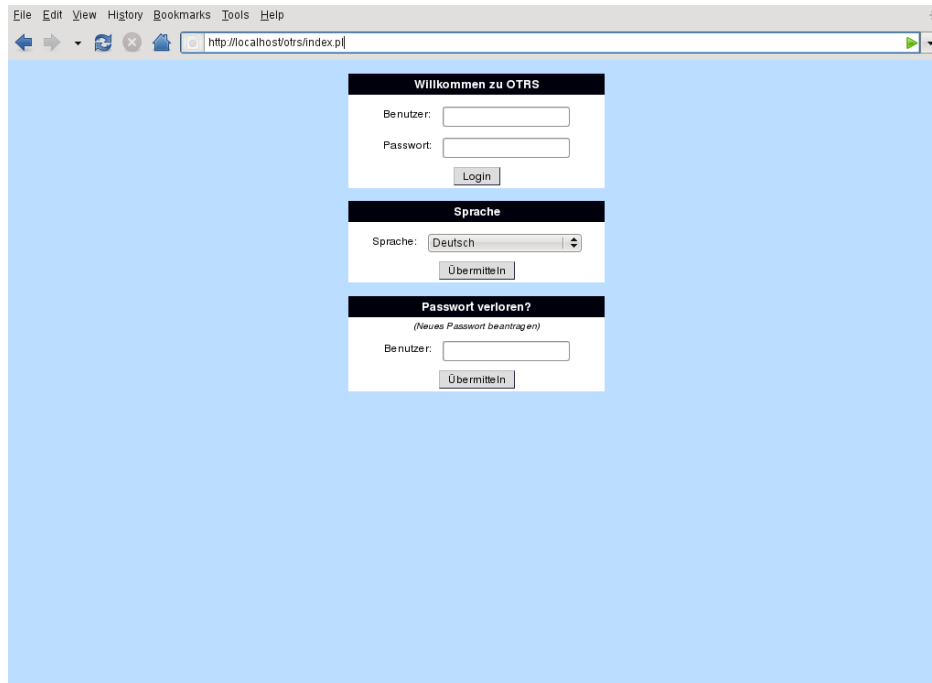 File Edit View History Bookmarks Tools Help
http://localhost/otrs/index.pl
Willkommen zu OTRS
Benutzer:
Passwort:
Login
Sprache
Sprache: Deutsch
Übermitteln
Passwort verloren?
(Neues Passwort beantragen)
Benutzer:
Übermitteln